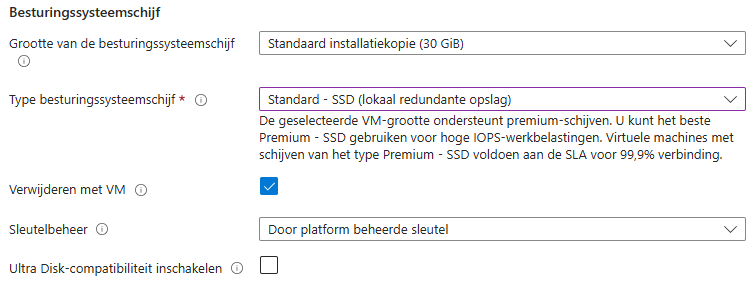 Besturingssysteemschijf
Grootte van de besturingssysteemschijf
Standaard installatiekopie (30 GiB)
Type besturingssysteemschijf *
Standard - SSD (lokaal redundante opslag)
De geselecteerde VM-grootte ondersteunt premium-schijven. U kunt het beste
Premium - SSD gebruiken voor hoge IOPS-werkbelastingen. Virtuele machines met
schijven van het type Premium - SSD voldoen aan de SLA voor 99,9% verbinding.
Verwijderen met VM
Sleutelbeheer
Door platform beheerde sleutel
Ultra Disk-compatibiliteit inschakelen